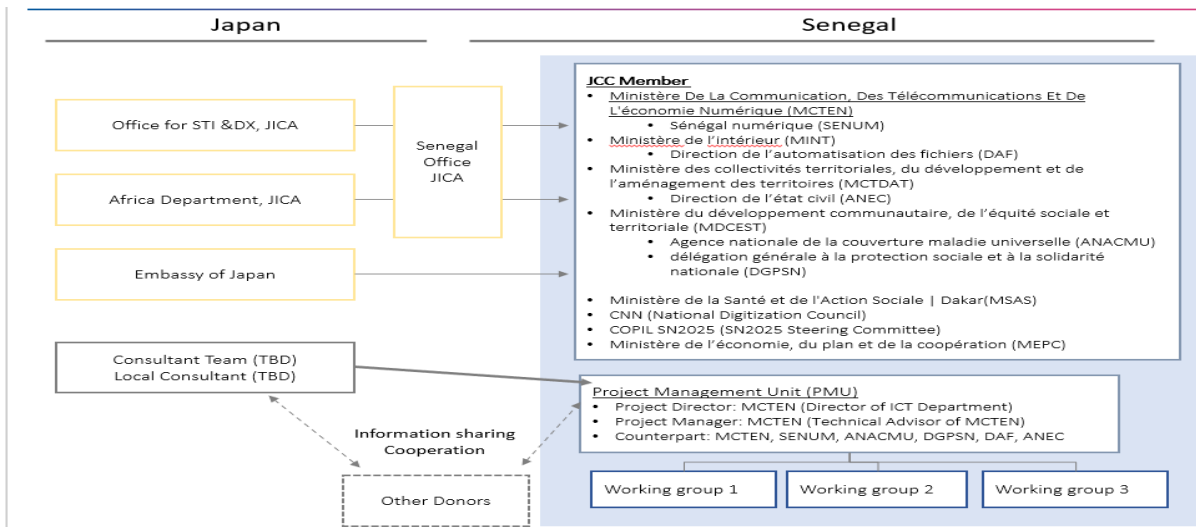 Japan
Senegal
Office for STI &DX, JICA
Africa Department, JICA
Embassy of Japan
Senegal
Office
JICA
JCC Member
• Ministère De La Communication, Des Télécommunications Et De
L'économie Numérique (MCTEN)
• Sénégal numérique (SENUM)
• Ministère de l’intérieur (MINT)
• Direction de l’automatisation des fichiers (DAF)
• Ministère des collectivités territoriales, du développement et de
l’aménagement des territoires (MCTDAT)
• Direction de l’état civil (ANEC)
• Ministère du développement communautaire, de l’équité sociale et
territoriale (MDCEST)
• Agence nationale de la couverture maladie universelle (ANACMU)
• délégation générale à la protection sociale et à la solidarité
nationale (DGPSN)
• Ministère de la Santé et de l'Action Sociale | Dakar(MSAS)
• CNN (National Digitization Council)
• COPIL SN2025 (SN2025 Steering Committee)
• Ministère de l’économie, du plan et de la coopération (MEPC)
Consultant Team (TBD)
Local Consultant (TBD)
Project Management Unit (PMU)
• Project Director: MCTEN (Director of ICT Department)
• Project Manager: MCTEN (Technical Advisor of MCTEN)
• Counterpart: MCTEN, SENUM, ANACMU, DGPSN, DAF, ANEC
Information sharing
Cooperation
Other Donors
Working group 1
Working group 2
Working group 3